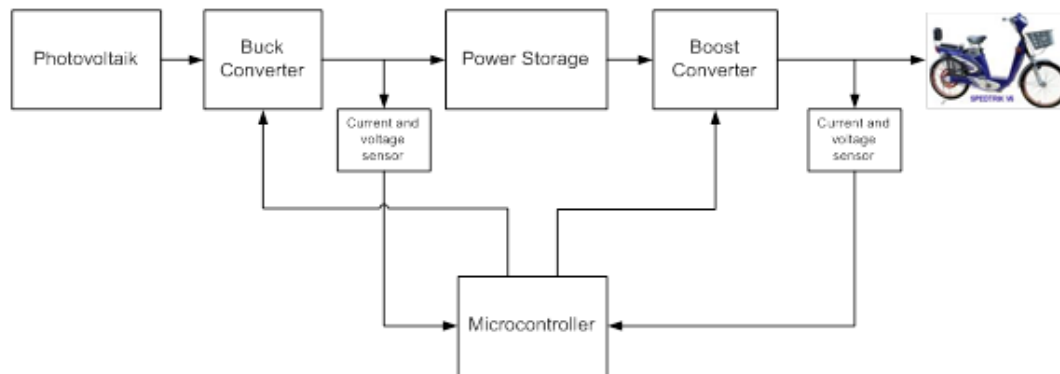 Photovoltaik
Buck
Converter
Power Storage
Boost
Converter
Current and
voltage
sensor
Current and
voltage
sensor
Microcontroller